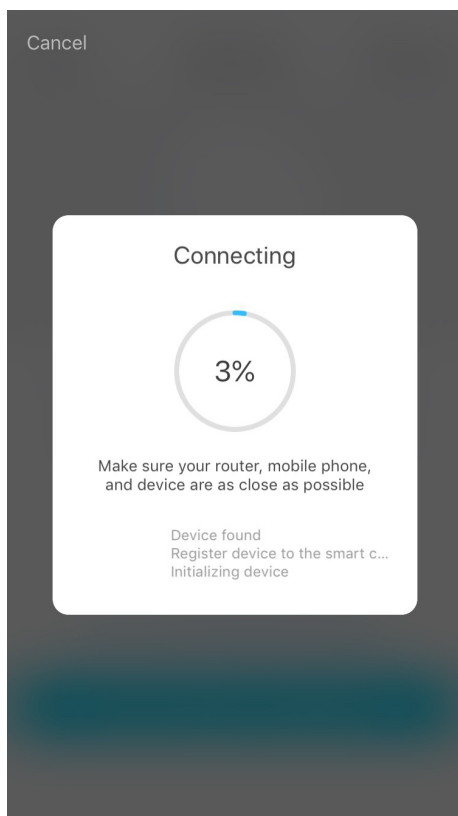 Cancel
Connecting
3%
Make sure your router, mobile phone,
and device are as close as possible
Device found
Register device to the smart c...
Initializing device